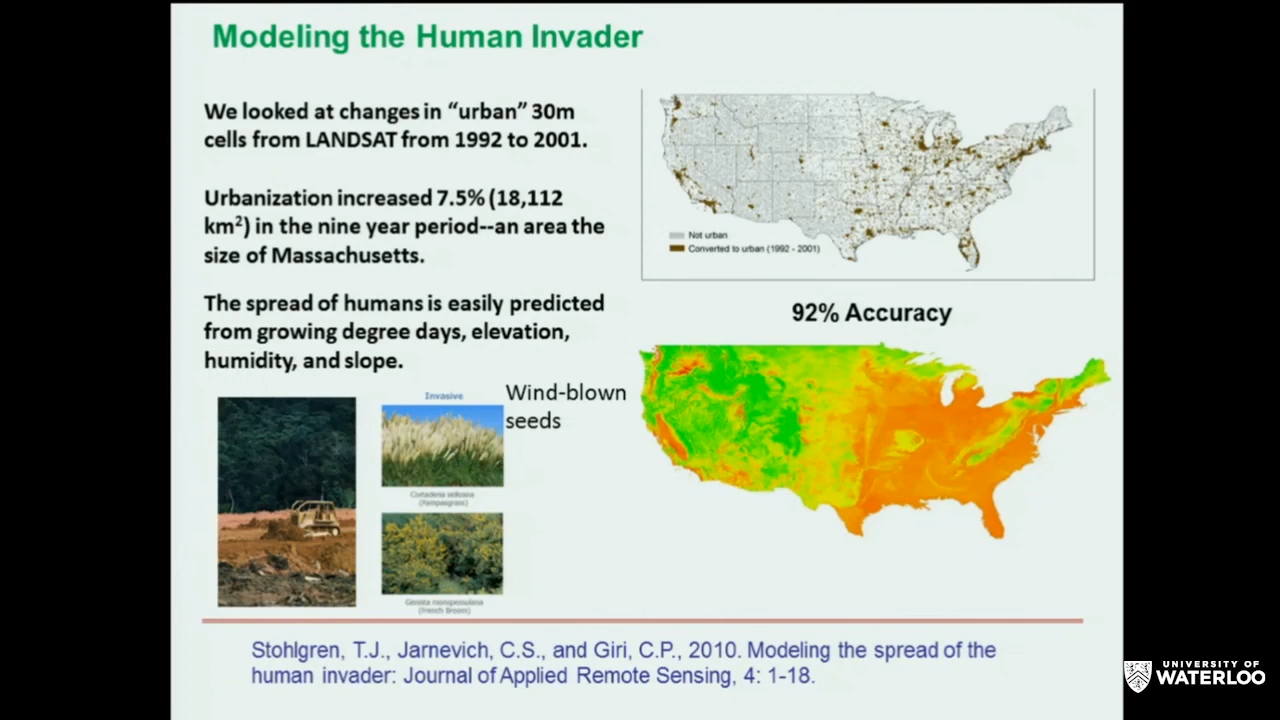 Modeling the Human Invader
We looked at changes in “urban” 30m
cells from LANDSAT from 1992 to 2001.
Urbanization increased 7.5% (18,112
km²) in the nine year period--an area the
size of Massachusetts.
The spread of humans is easily predicted
from growing degree days, elevation,
humidity, and slope.
Not urban
Converted to urban (1992 - 2001)
92% Accuracy
Invasive
Wind-blown
seeds
Cortaderia selloana
(Pampasgrass)
Genista monspessulana
(French Broom)
Stohlgren, T.J., Jarnevich, C.S., and Giri, C.P., 2010. Modeling the spread of the
human invader: Journal of Applied Remote Sensing, 4: 1-18.
UNIVERSITY OF
WATERLOO